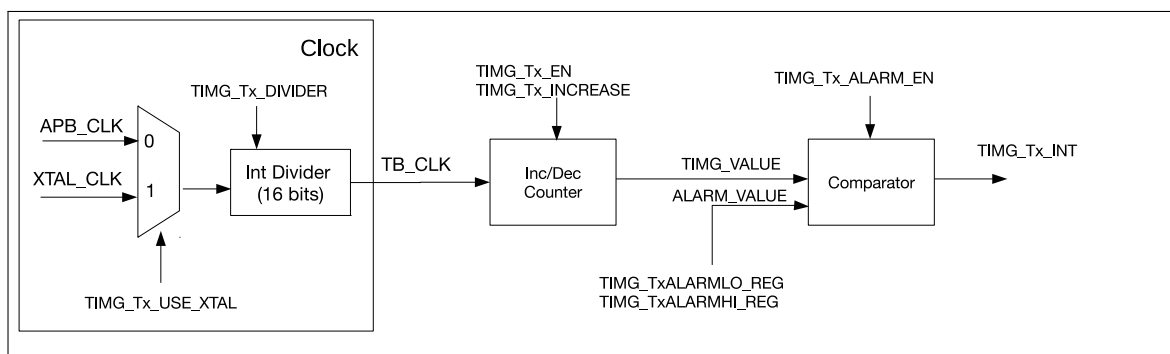 Clock
TIMG_Tx_DIVIDER
APB_CLK
0
XTAL_CLK
1
Int Divider
(16 bits)
TIMG_Tx_USE_XTAL
TB_CLK
TIMG_Tx_EN
TIMG_Tx_INCREASE
Inc/Dec
Counter
TIMG_VALUE
ALARM_VALUE
TIMG_TxALARMLO_REG
TIMG_TxALARMHI_REG
TIMG_Tx_ALARM_EN
Comparator
TIMG_Tx_INT